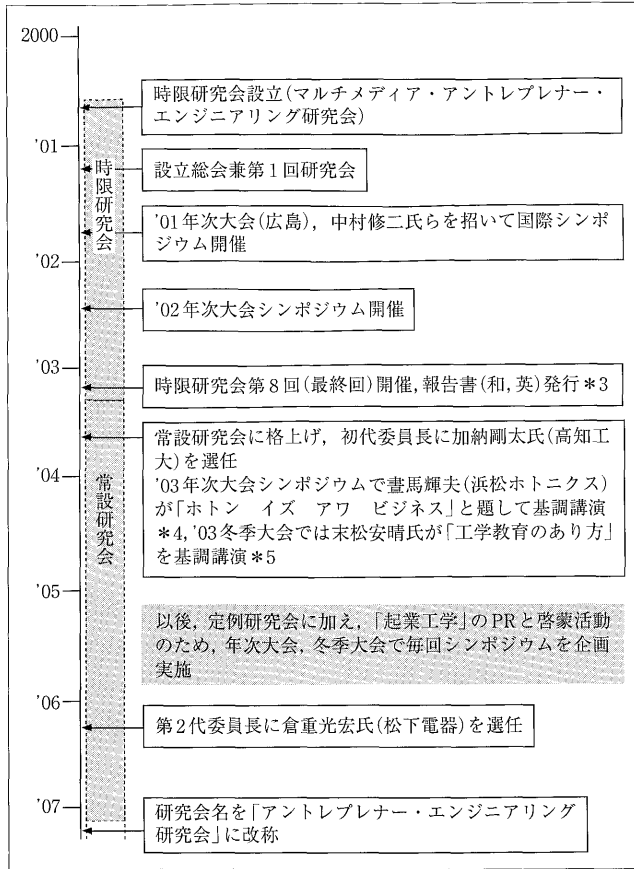 2000
時限研究会設立(マルチメディア・アントレプレナー・
エンジニアリング研究会)
'01
時限研究会
設立総会兼第1回研究会
'01年次大会(広島)，中村修二氏らを招いて国際シンポ
ジウム開催
'02
'02年次大会シンポジウム開催
'03
時限研究会第8回(最終回)開催,報告書(和,英)発行＊3
常設研究会に格上げ，初代委員長に加納剛太氏(高知工
大)を選任
'03年次大会シンポジウムで晝馬輝夫(浜松ホトニクス)
が「ホトン　イズ　アワ　ビジネス」と題して基調講演
＊4,'03冬季大会では末松安晴氏が「工学教育のあり方」
を基調講演＊5
'04
常設研究会
'05
以後，定例研究会に加え，「起業工学」のPRと啓蒙活動
のため，年次大会，冬季大会で毎回シンポジウムを企画
実施
'06
第2代委員長に倉重光宏氏(松下電器)を選任
'07
研究会名を「アントレプレナー・エンジニアリング
研究会」に改称